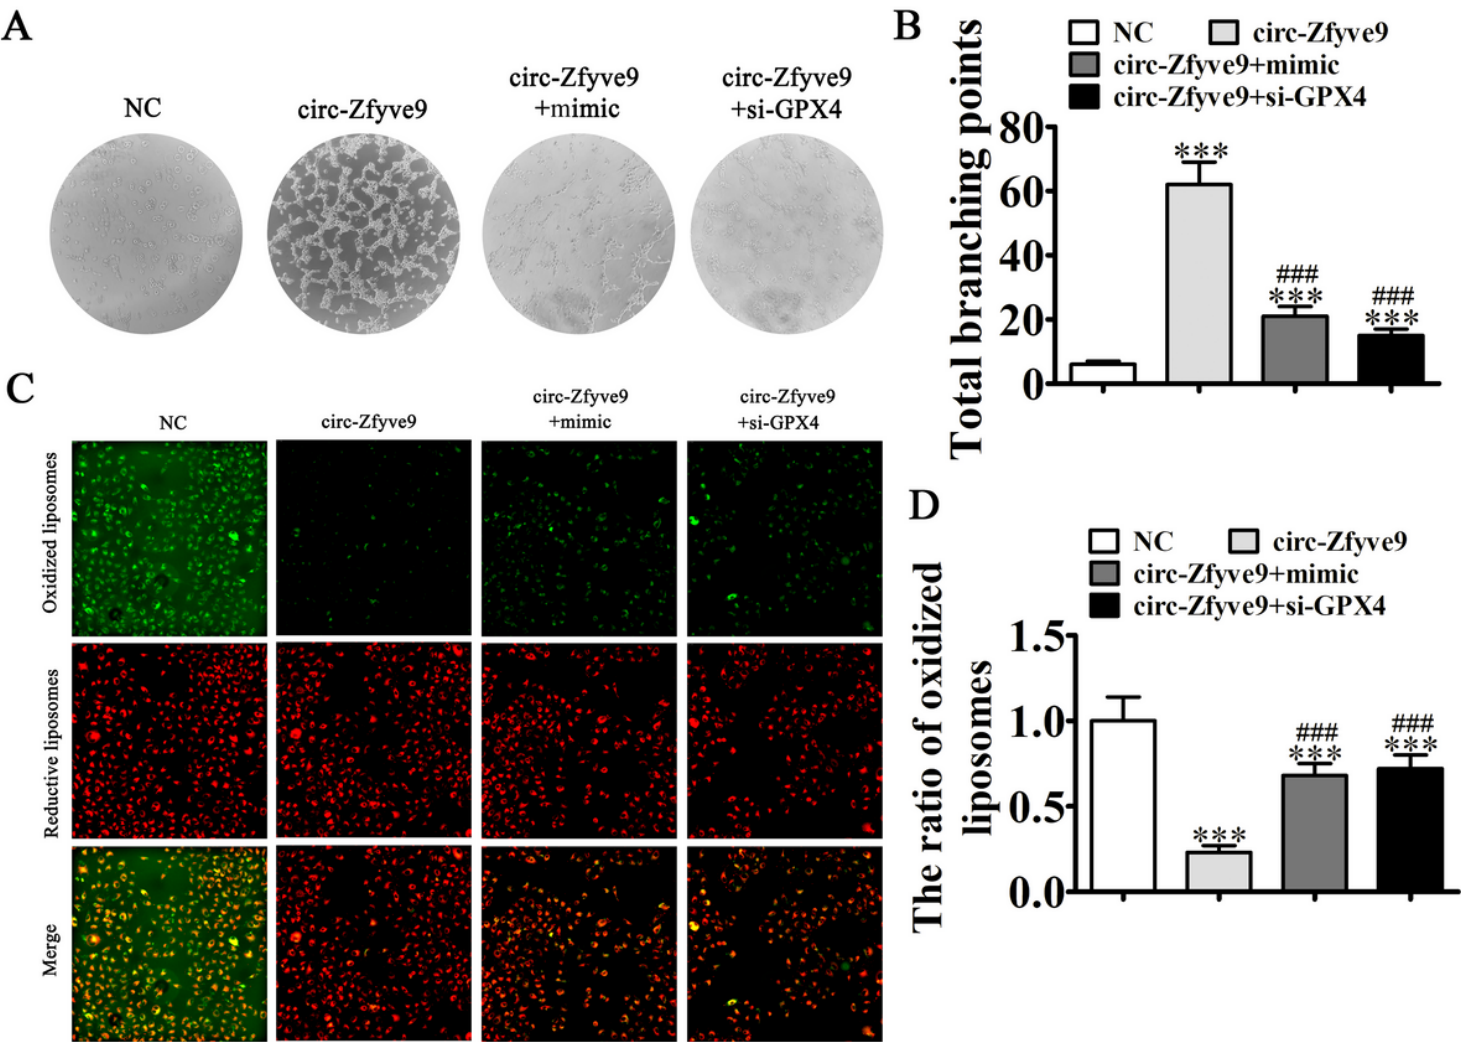 A
NC
circ-Zfyve9
circ-Zfyve9
+mimic
circ-Zfyve9
+si-GPX4
B
NC
circ-Zfyve9
circ-Zfyve9+mimic
circ-Zfyve9+si-GPX4
Total branching points
80
60
40
20
0
***
###
***
###
***
C
NC
circ-Zfyve9
circ-Zfyve9
+mimic
circ-Zfyve9
+si-GPX4
Oxidized liposomes
Reductive liposomes
Merge
D
NC
circ-Zfyve9
circ-Zfyve9+mimic
circ-Zfyve9+si-GPX4
The ratio of oxidized
liposomes
1.5
1.0
0.5
0.0
***
###
***
###
***